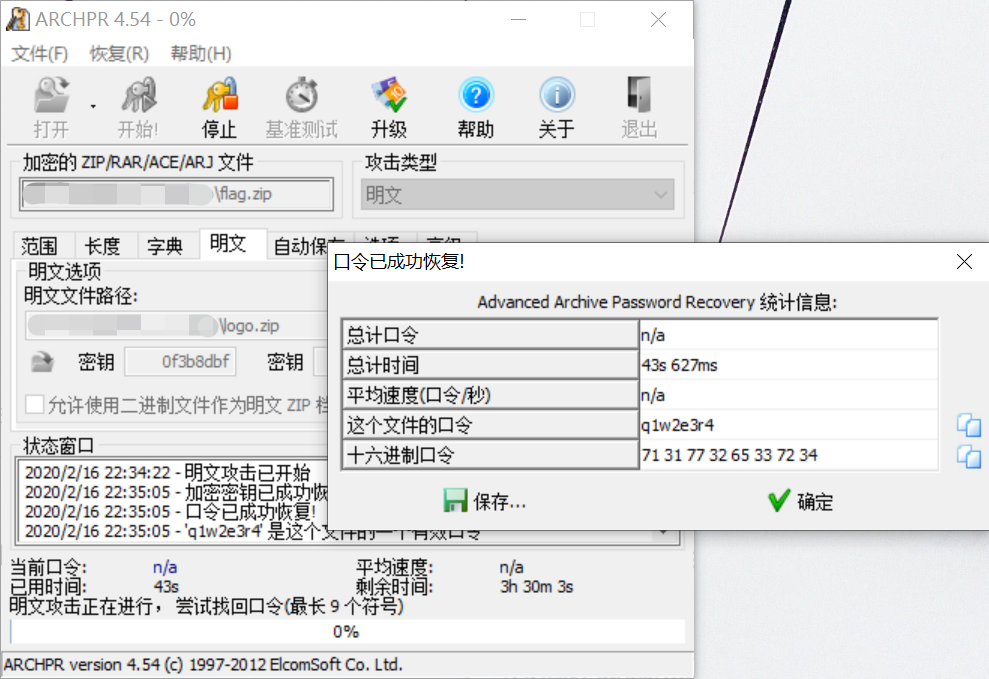 ARCHPR 4.54 - 0%
文件(F) 恢复(R) 帮助(H)
打开 开始! 停止 基准测试 升级 帮助 关于 退出
加密的 ZIP/RAR/ACE/ARJ 文件 攻击类型
\flag.zip 明文
范围 长度 字典 明文 自动保存
明文选项
明文文件路径:
\logo.zip
密钥 0f3b8dbf 密钥
允许使用二进制文件作为明文 ZIP 档
状态窗口
2020/2/16 22:34:22 - 明文攻击已开始
2020/2/16 22:35:05 - 加密密钥已成功恢
2020/2/16 22:35:05 - 口令已成功恢复!
2020/2/16 22:35:05 - 'q1w2e3r4' 是这个文件的一个有效口令
口令已成功恢复!
Advanced Archive Password Recovery 统计信息:
总计口令 n/a
总计时间 43s 627ms
平均速度(口令/秒) n/a
这个文件的口令 q1w2e3r4
十六进制口令 71 31 77 32 65 33 72 34
保存... 确定
当前口令: n/a 平均速度: n/a
已用时间: 43s 剩余时间: 3h 30m 3s
明文攻击正在进行，尝试找回口令(最长 9 个符号)
0%
ARCHPR version 4.54 (c) 1997-2012 ElcomSoft Co. Ltd.